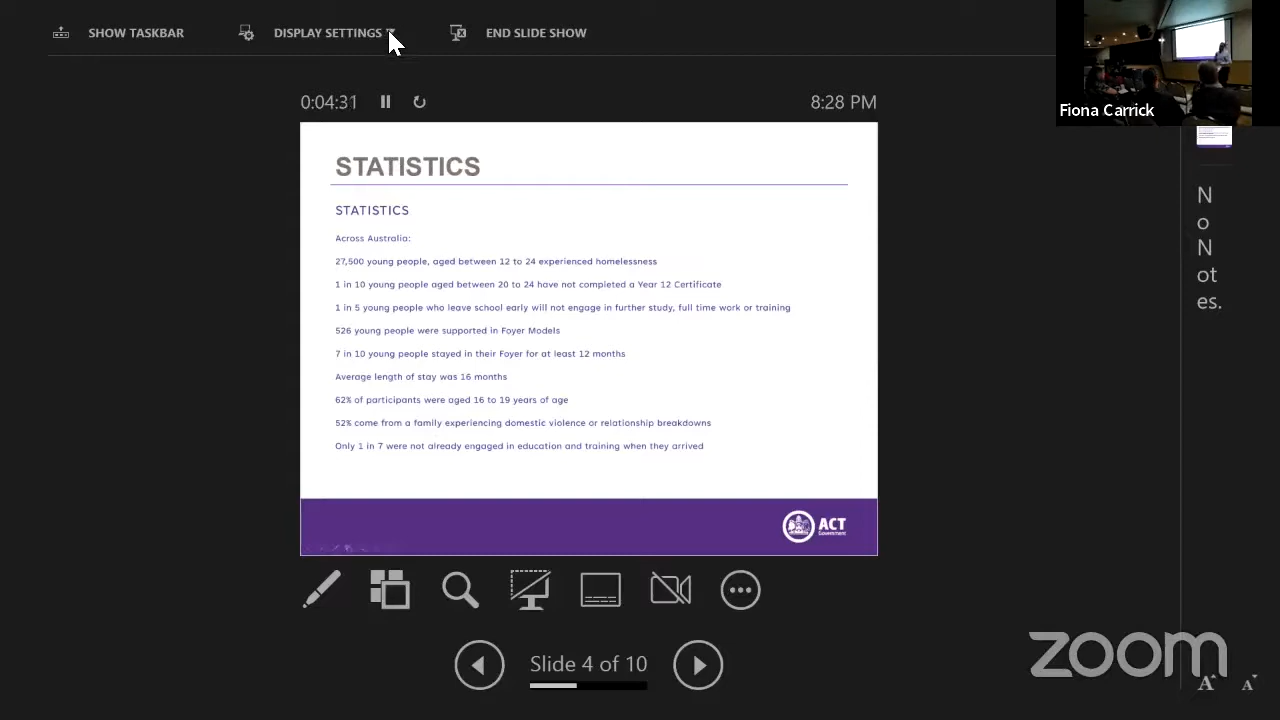 SHOW TASKBAR
DISPLAY SETTINGS
END SLIDE SHOW
Fiona Carrick
0:04:31
8:28 PM
STATISTICS
STATISTICS
Across Australia:
27,500 young people, aged between 12 to 24 experienced homelessness
1 in 10 young people aged between 20 to 24 have not completed a Year 12 Certificate
1 in 5 young people who leave school early will not engage in further study, full time work or training
526 young people were supported in Foyer Models
7 in 10 young people stayed in their Foyer for at least 12 months
Average length of stay was 16 months
62% of participants were aged 16 to 19 years of age
52% come from a family experiencing domestic violence or relationship breakdowns
Only 1 in 7 were not already engaged in education and training when they arrived
ACT
Government
N
o
N
ot
es.
Slide 4 of 10
zoom
A
A